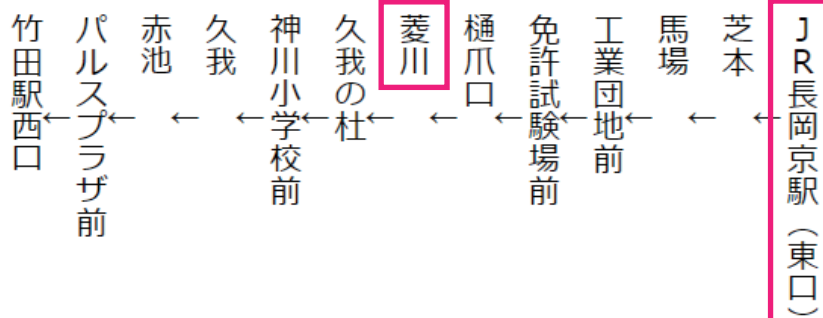 JR長岡京駅（東口）
芝本
馬場
工業団地前
免許試験場前
樋爪口
菱川
久我の杜
神川小学校前
久我
赤池
パルスプラザ前
竹田駅西口